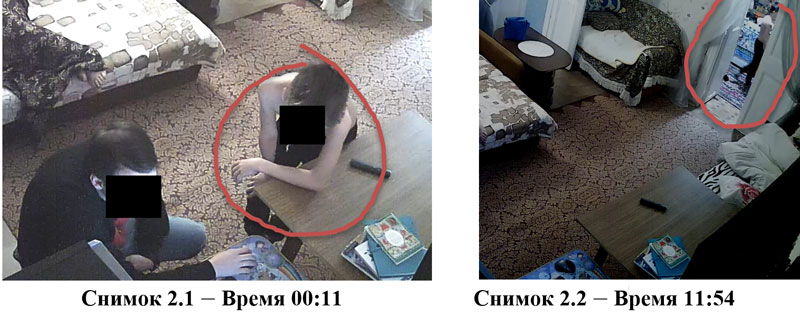 Снимок 2.1 – Время 00:11
Снимок 2.2 – Время 11:54